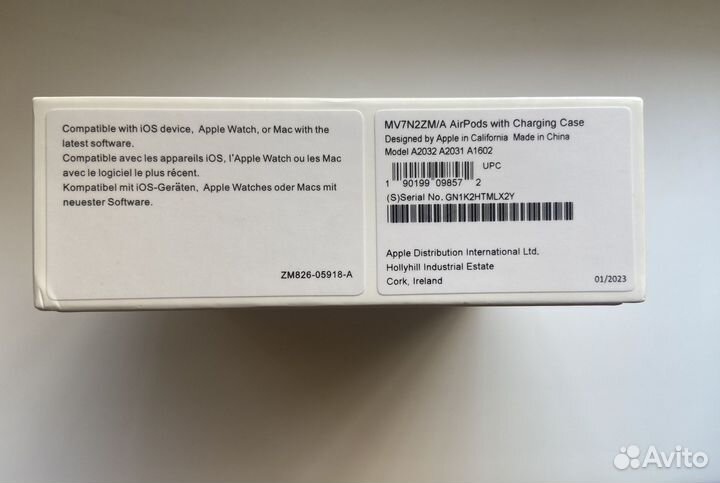 Compatible with iOS device, Apple Watch, or Mac with the
latest software.
Compatible avec les appareils iOS, l'Apple Watch ou les Mac
avec le logiciel le plus récent.
Kompatibel mit iOS-Geräten, Apple Watches oder Macs mit
neuester Software.
ZM826-05918-A
MV7N2ZM/A AirPods with Charging Case
Designed by Apple in California Made in China
Model A2032 A2031 A1602
UPC
1 90199 09857 2
(S)Serial No. GN1K2HTMLX2Y
Apple Distribution International Ltd.
Hollyhill Industrial Estate
Cork, Ireland
01/2023
Avito